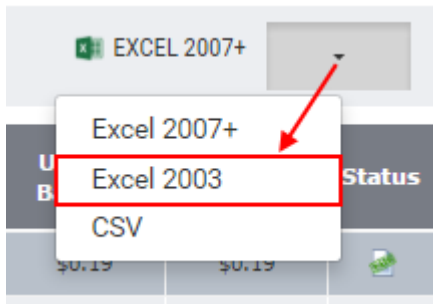 EXCEL 2007+
Excel 2007+
Excel 2003
CSV
U
B
Status
$0.19
$0.19